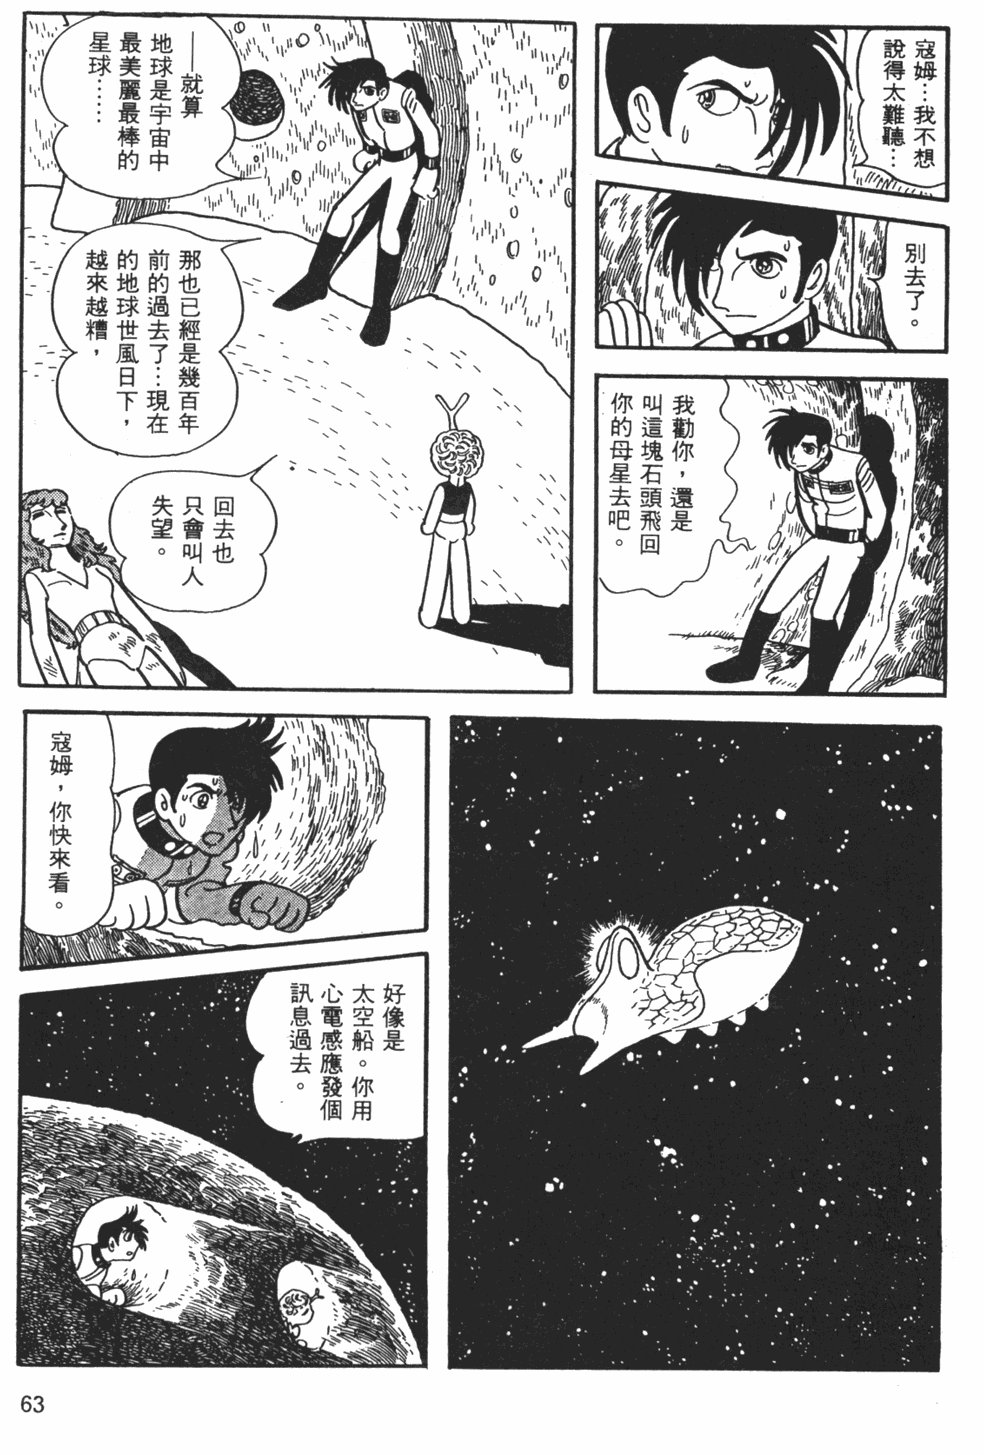 寇姆…我不想
說得太難聽…
別去了。
我勸你，還是
叫這塊石頭飛回
你的母星去吧。
——就算
地球是宇宙中
最美麗最棒的
星球……
那也已經是幾百年
前的過去了…現在
的地球世風日下，
越來越糟，
回去也
只會叫人
失望。
寇姆，你快來看。
好像是
太空船。你用
心電感應發個
訊息過去。
63